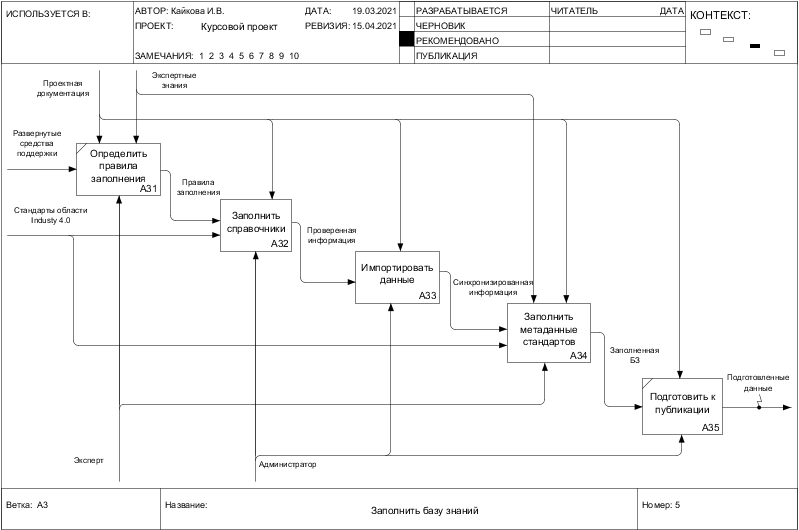 ИСПОЛЬЗУЕТСЯ В:
АВТОР: Кайкова И.В.
ДАТА: 19.03.2021
ПРОЕКТ: Курсовой проект
РЕВИЗИЯ: 15.04.2021
ЗАМЕЧАНИЯ: 1 2 3 4 5 6 7 8 9 10
РАЗРАБАТЫВАЕТСЯ
ЧЕРНОВИК
РЕКОМЕНДОВАНО
ПУБЛИКАЦИЯ
ЧИТАТЕЛЬ ДАТА
КОНТЕКСТ:
Проектная
документация
Экспертные
знания
Развернутые
средства
поддержки
Определить
правила
заполнения
A31
Правила
заполнения
Стандарты области
Industy 4.0
Заполнить
справочники
A32
Проверенная
информация
Импортировать
данные
A33
Синхронизированная
информация
Заполнить
метаданные
стандартов
A34
Заполненная
БЗ
Подготовить к
публикации
A35
Подготовленные
данные
Эксперт
Администратор
Ветка: A3
Название:
Заполнить базу знаний
Номер: 5